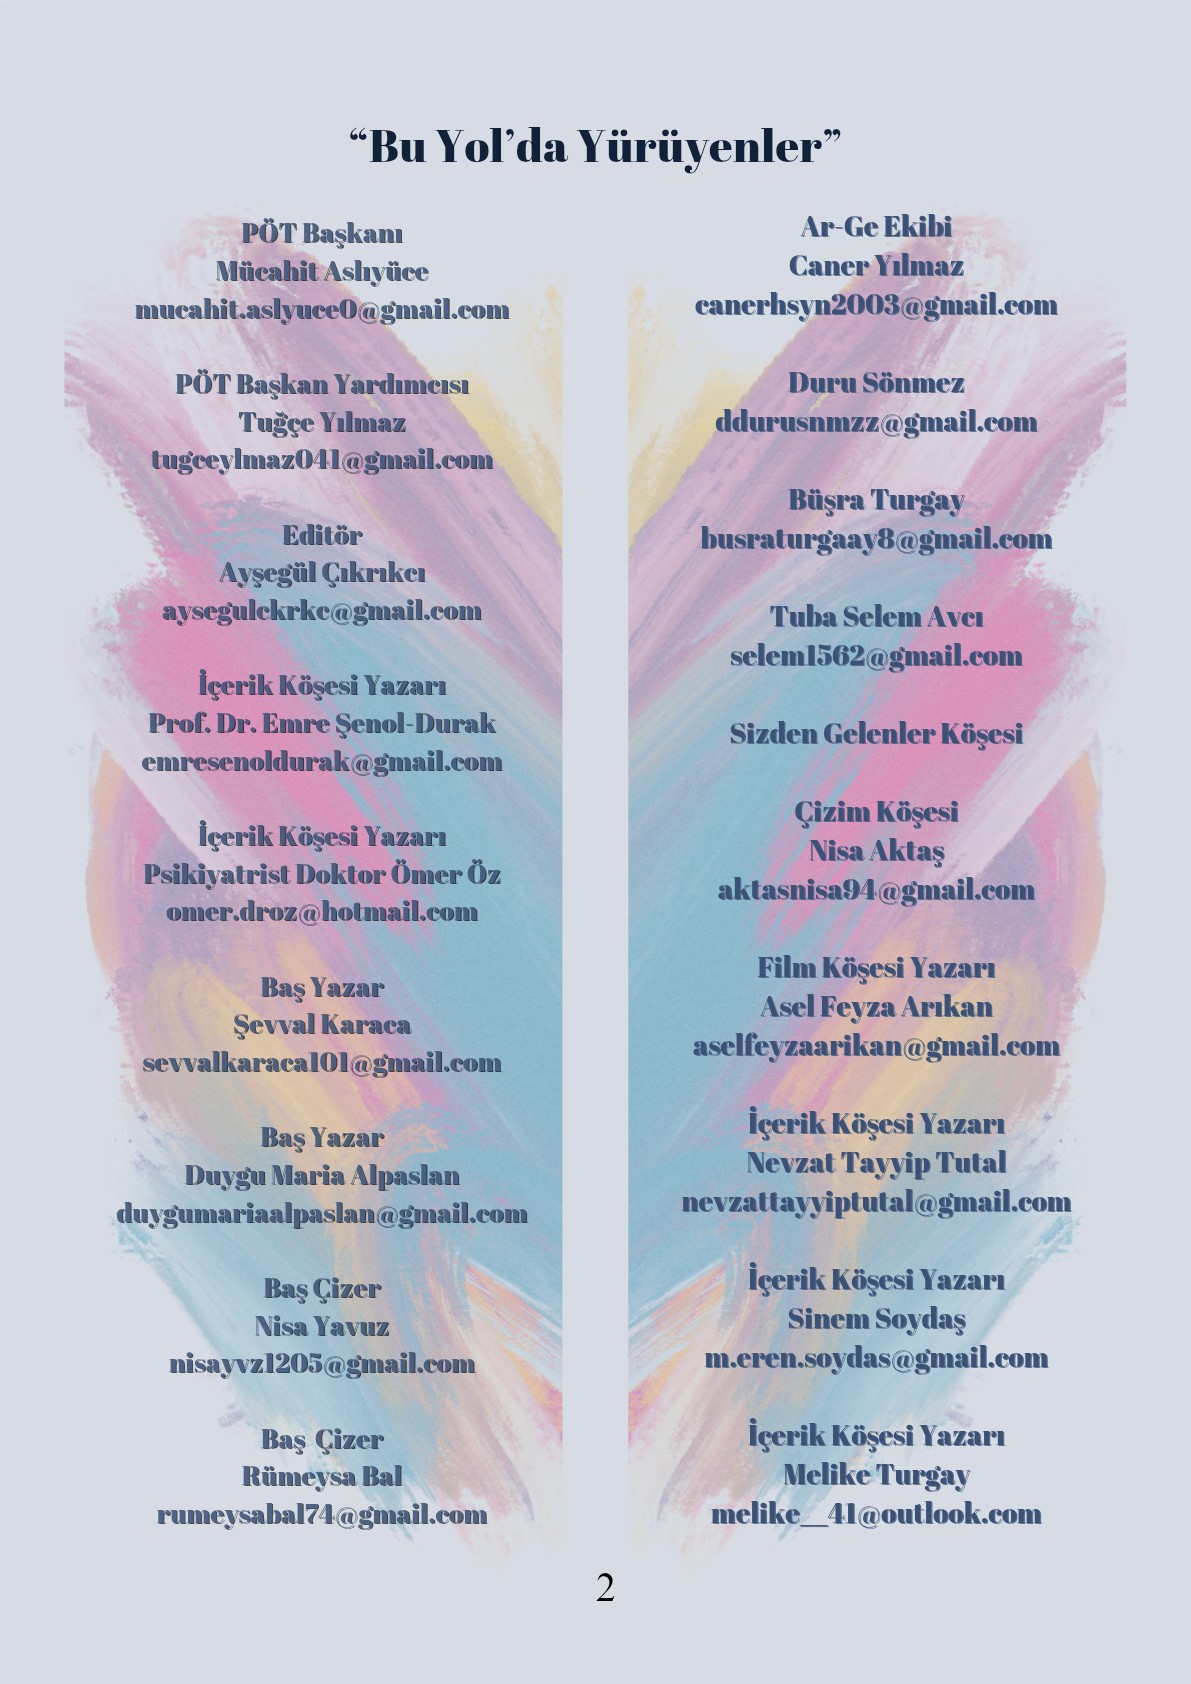 “Bu Yol’da Yürüyenler”
PÖT Başkanı
Mücahit Aslıyüce
mucahit.aslyuce0@gmail.com
PÖT Başkan Yardımcısı
Tuğçe Yılmaz
tugceylmaz041@gmail.com
Editör
Ayşegül Çıkrıkcı
aysegulckrkc@gmail.com
İçerik Köşesi Yazarı
Prof. Dr. Emre Şenol-Durak
emresenoldurak@gmail.com
İçerik Köşesi Yazarı
Psikiyatrist Doktor Ömer Öz
omer.droz@hotmail.com
Baş Yazar
Şevval Karaca
sevvalkaraca101@gmail.com
Baş Yazar
Duygu Maria Alpaslan
duygumariaalpaslan@gmail.com
Baş Çizer
Nisa Yavuz
nisayvz1205@gmail.com
Baş Çizer
Rümeysa Bal
rumeysabal74@gmail.com
Ar-Ge Ekibi
Caner Yılmaz
canerhsyn2003@gmail.com
Duru Sönmez
ddurusnmzz@gmail.com
Büşra Turgay
busraturgaay8@gmail.com
Tuba Selem Avcı
selem1562@gmail.com
Sizden Gelenler Köşesi
Çizim Köşesi
Nisa Aktaş
aktasnisa94@gmail.com
Film Köşesi Yazarı
Asel Feyza Arıkan
aselfeyzaarikan@gmail.com
İçerik Köşesi Yazarı
Nevzat Tayyip Tutal
nevzattayyiptutal@gmail.com
İçerik Köşesi Yazarı
Sinem Soydaş
m.eren.soydas@gmail.com
İçerik Köşesi Yazarı
Melike Turgay
melike__41@outlook.com
2